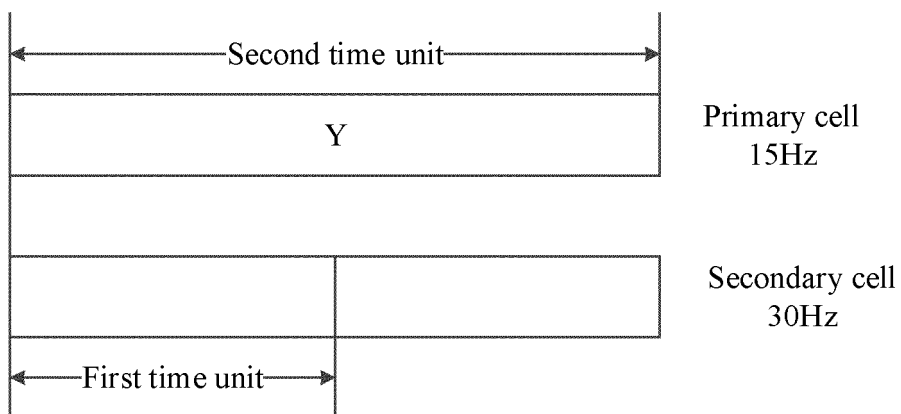 Second time unit
Y
Primary cell
15Hz
Secondary cell
30Hz
First time unit